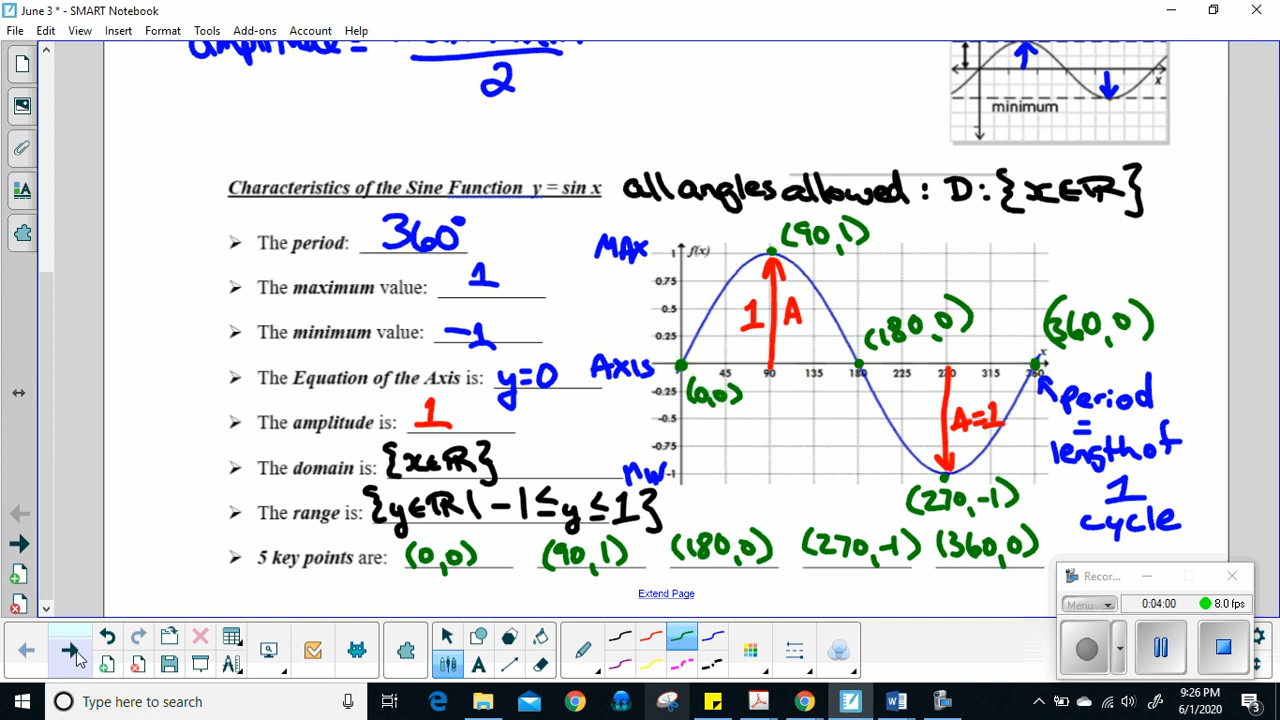 June 3 * - SMART Notebook
File Edit View Insert Format Tools Add-ons Account Help
amplitude =
2
x
minimum
Characteristics of the Sine Function y = sin x
all angles allowed : D: {x∈ℝ}
The period: 360°
The maximum value: 1
The minimum value: -1
The Equation of the Axis is: y=0
The amplitude is: 1
The domain is: {x∈ℝ}
The range is: {y∈ℝ | -1 ≤ y ≤ 1}
5 key points are: (0,0) (90,1) (180,0) (270,-1) (360,0)
MAX
AXIS
f(x)
1
0.75
0.5
0.25
-0.25
-0.5
-0.75
-1
45 90 135 180 225 270 315 360
x
(90,1)
1 A
(180,0)
(360,0)
(0,0)
A=1
(270,-1)
period
=
length of
1
cycle
Extend Page
Recor...
Menu 0:04:00 8.0 fps
Type here to search
9:26 PM
6/1/2020
3